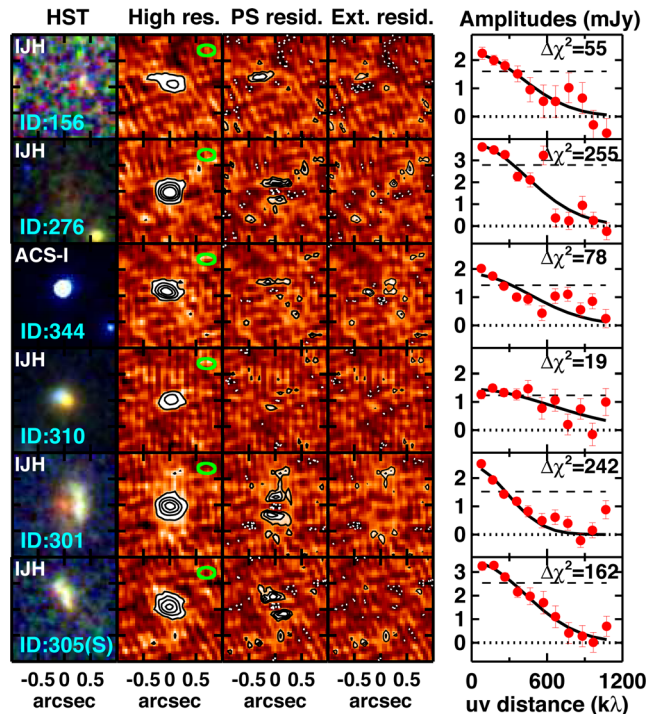 HST High res. PS resid. Ext. resid. Amplitudes (mJy)
IJH
ID:156
2
1
0
Δχ²=55
IJH
ID:276
3
2
1
0
Δχ²=255
ACS-I
ID:344
3
2
1
0
Δχ²=78
IJH
ID:310
3
2
1
0
Δχ²=19
IJH
ID:301
2
1
0
Δχ²=242
IJH
ID:305(S)
3
2
1
0
Δχ²=162
-0.5 0 0.5 -0.5 0 0.5 -0.5 0 0.5 -0.5 0 0.5 0 600 1200
arcsec arcsec arcsec arcsec uv distance (kλ)